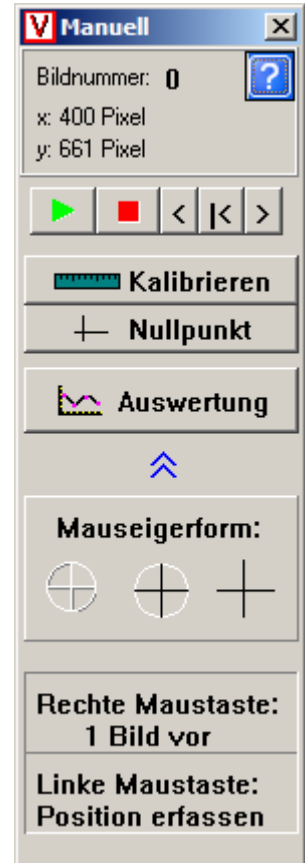 V Manuell
Bildnummer: 0
?
x: 400 Pixel
y: 661 Pixel
< |< >
Kalibrieren
Nullpunkt
Auswertung
Mauseigerform:
Rechte Maustaste:
1 Bild vor
Linke Maustaste:
Position erfassen